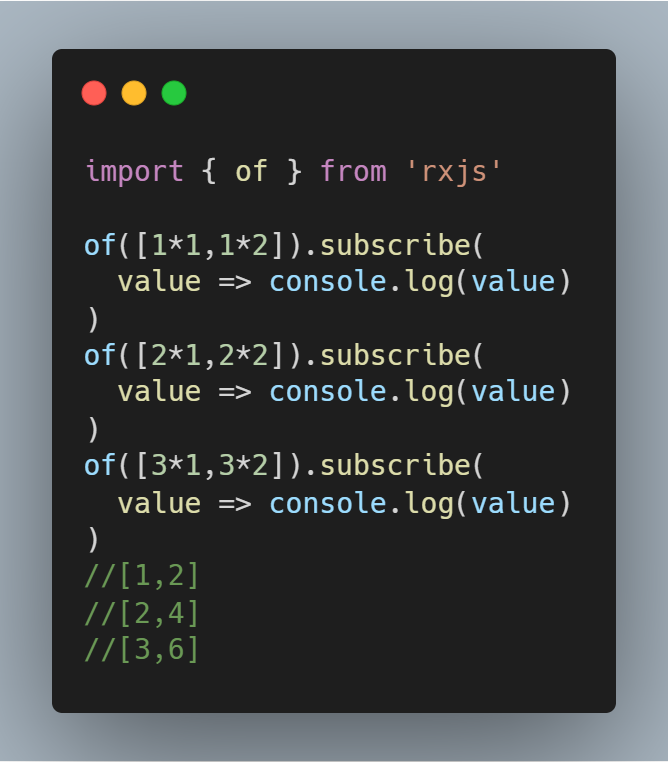 import { of } from 'rxjs'

of([1*1,1*2]).subscribe(
  value => console.log(value)
)
of([2*1,2*2]).subscribe(
  value => console.log(value)
)
of([3*1,3*2]).subscribe(
  value => console.log(value)
)
//[1,2]
//[2,4]
//[3,6]